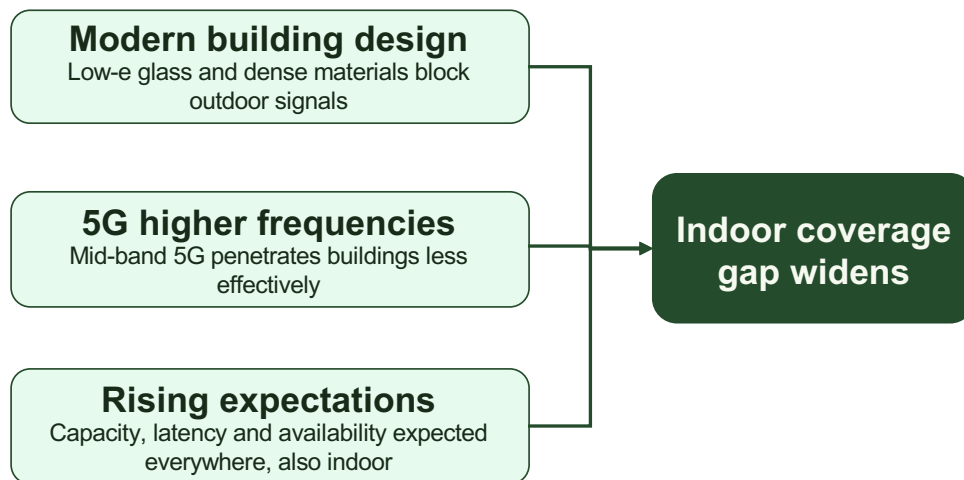 Modern building design
Low-e glass and dense materials block
outdoor signals
5G higher frequencies
Mid-band 5G penetrates buildings less
effectively
Rising expectations
Capacity, latency and availability expected
everywhere, also indoor
Indoor coverage
gap widens